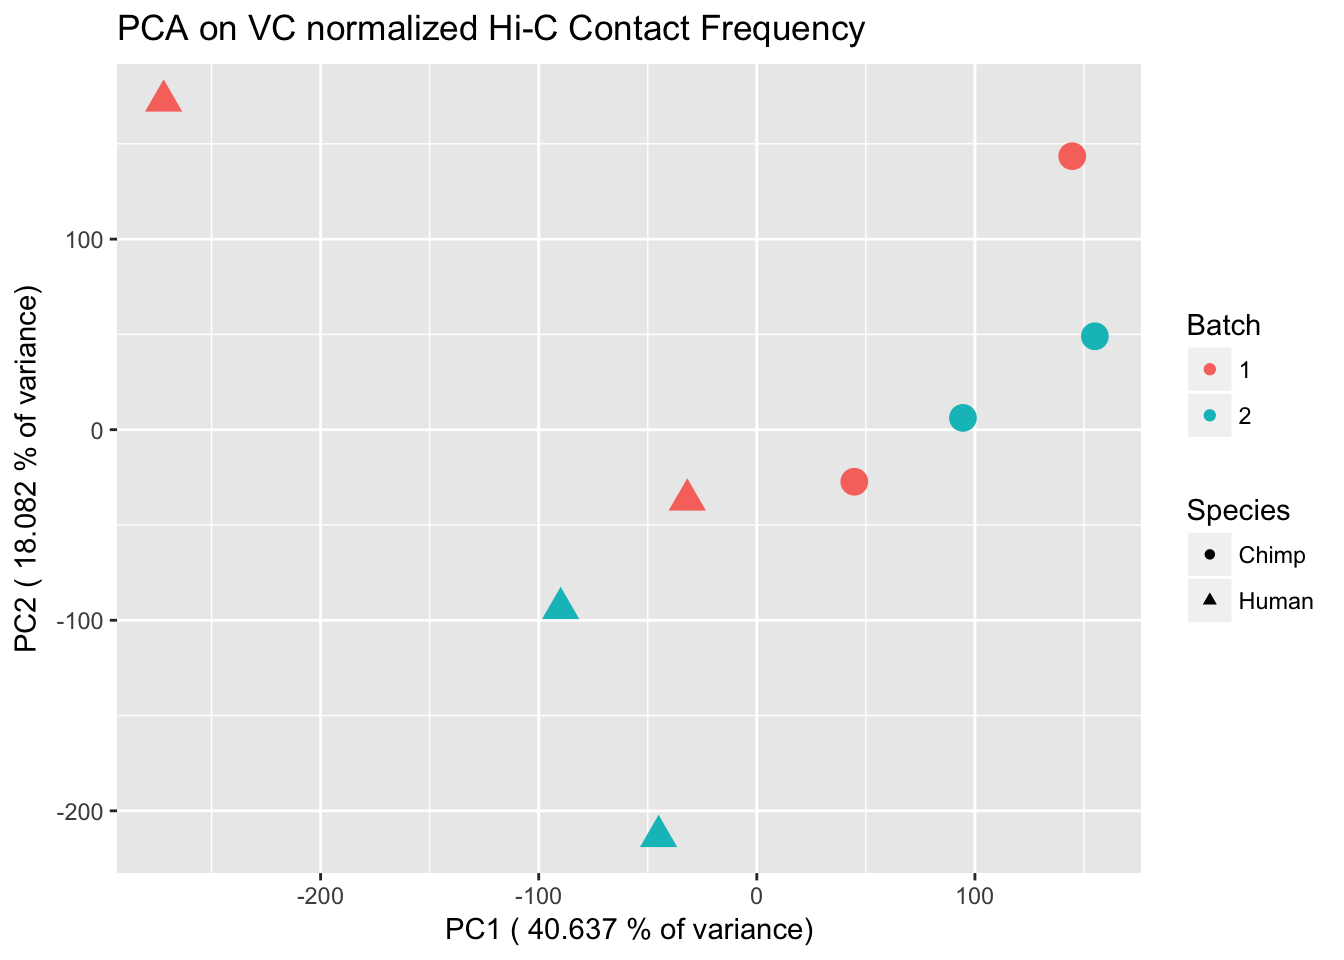 PCA on VC normalized Hi-C Contact Frequency
PC2 ( 18.082 % of variance)
100
0
-100
-200
-200
-100
0
100
PC1 ( 40.637 % of variance)
Batch
1
2
Species
Chimp
Human